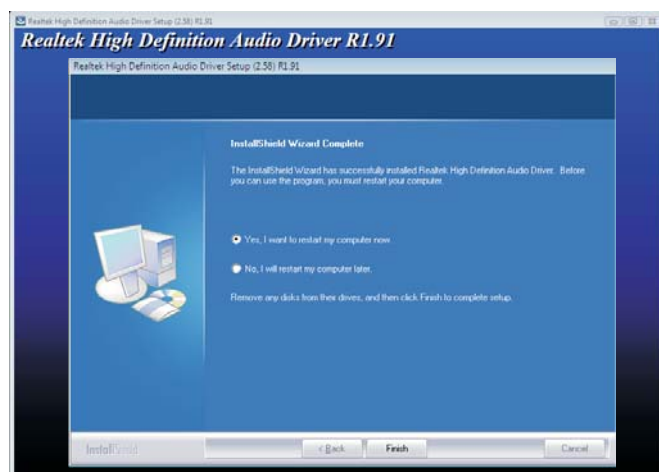 Realtek High Definition Audio Driver Setup (2.58) R1.91
Realtek High Definition Audio Driver R1.91
Realtek High Definition Audio Driver Setup (2.58) R1.91
InstallShield Wizard Complete
The InstallShield Wizard has successfully installed Realtek High Definition Audio Driver. Before
you can use the program, you must restart your computer.
Yes, I want to restart my computer now.
No, I will restart my computer later.
Remove any disks from their drives, and then click Finish to complete setup.
InstallShield
< Back Finish Cancel